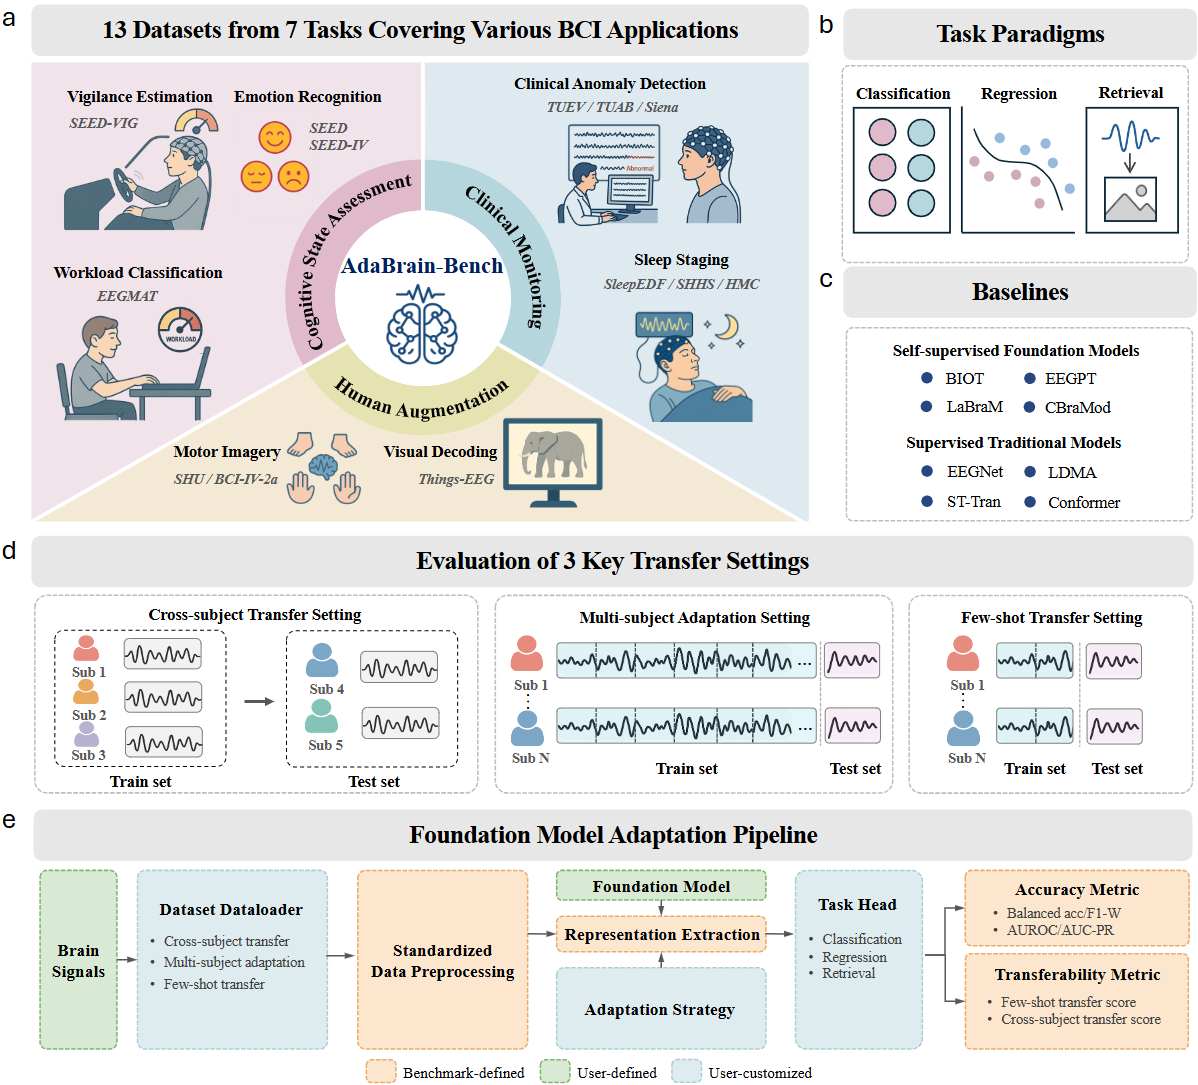 a
13 Datasets from 7 Tasks Covering Various BCI Applications
Vigilance Estimation
SEED-VIG
Emotion Recognition
SEED
SEED-IV
Clinical Anomaly Detection
TUEV / TUAB / Siena
Abnormal
Workload Classification
EEGMAT
WORKLOAD
Sleep Staging
SleepEDF / SHHS / HMC
Cognitive State Assessment
Clinical Monitoring
Human Augmentation
AdaBrain-Bench
Motor Imagery
SHU / BCI-IV-2a
Visual Decoding
Things-EEG
b
Task Paradigms
Classification
Regression
Retrieval
c
Baselines
Self-supervised Foundation Models
BIOT
EEGPT
LaBraM
CBraMod
Supervised Traditional Models
EEGNet
LDMA
ST-Tran
Conformer
d
Evaluation of 3 Key Transfer Settings
Cross-subject Transfer Setting
Sub 1
Sub 2
Sub 3
Train set
Sub 4
Sub 5
Test set
Multi-subject Adaptation Setting
Sub 1
...
Sub N
...
Train set
Test set
Few-shot Transfer Setting
Sub 1
Sub N
Train set
Test set
e
Foundation Model Adaptation Pipeline
Brain
Signals
Dataset Dataloader
• Cross-subject transfer
• Multi-subject adaptation
• Few-shot transfer
Standardized
Data Preprocessing
Foundation Model
Representation Extraction
Adaptation Strategy
Task Head
• Classification
• Regression
• Retrieval
Accuracy Metric
• Balanced acc/F1-W
• AUROC/AUC-PR
Transferability Metric
• Few-shot transfer score
• Cross-subject transfer score
Benchmark-defined
User-defined
User-customized